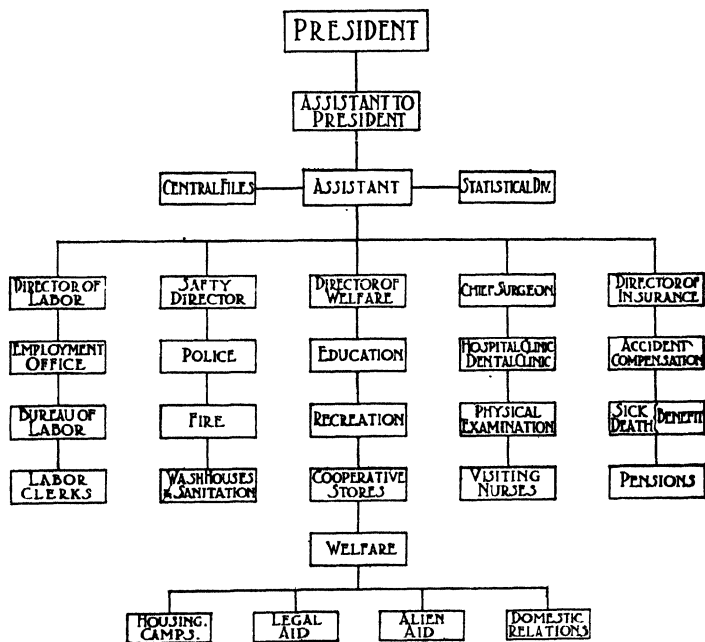 PRESIDENT
ASSISTANT TO
PRESIDENT
CENTRAL FILES
ASSISTANT
STATISTICAL DIV.
DIRECTOR OF
LABOR
SAFTY
DIRECTOR
DIRECTOR OF
WELFARE
CHIEF SURGEON
DIRECTOR OF
INSURANCE
EMPLOYMENT
OFFICE
POLICE
EDUCATION
HOSPITAL CLINIC
DENTAL CLINIC
ACCIDENT
COMPENSATION
BUREAU OF
LABOR
FIRE
RECREATION
PHYSICAL
EXAMINATION
SICK
DEATH
BENEFIT
LABOR
CLERKS
WASH HOUSES
& SANITATION
COOPERATIVE
STORES
VISITING
NURSES
PENSIONS
WELFARE
HOUSING.
CAMPS.
LEGAL
AID
ALIEN
AID
DOMESTIC
RELATIONS